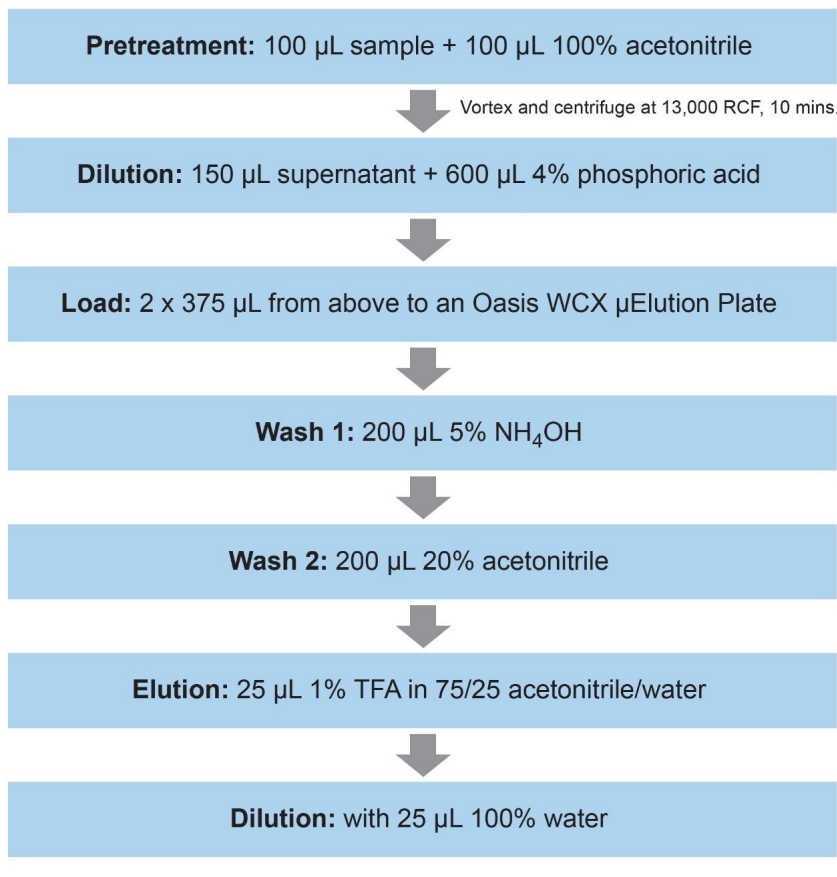 Pretreatment: 100 µL sample + 100 µL 100% acetonitrile
Vortex and centrifuge at 13,000 RCF, 10 mins.
Dilution: 150 µL supernatant + 600 µL 4% phosphoric acid
Load: 2 x 375 µL from above to an Oasis WCX µElution Plate
Wash 1: 200 µL 5% NH₄OH
Wash 2: 200 µL 20% acetonitrile
Elution: 25 µL 1% TFA in 75/25 acetonitrile/water
Dilution: with 25 µL 100% water